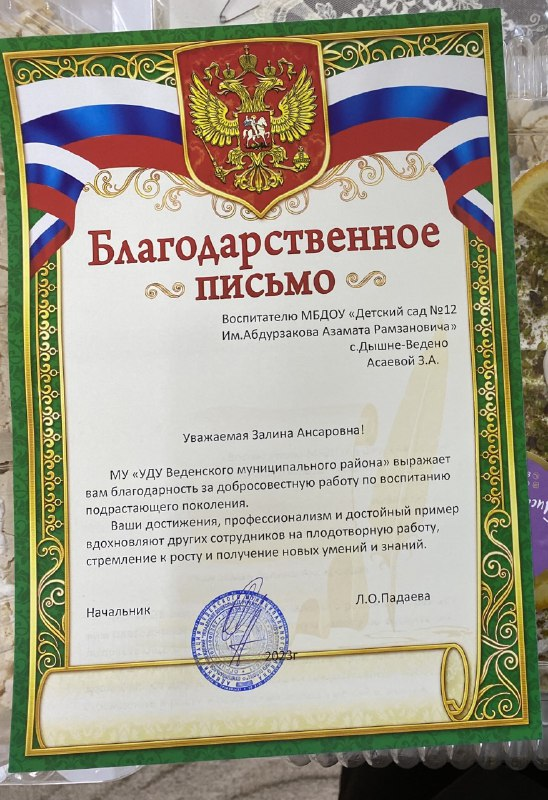 Благодарственное
письмо
Воспитателю МБДОУ «Детский сад №12
Им.Абдурзакова Азамата Рамзановича»
с.Дышне-Ведено
Асаевой З.А.
Уважаемая Залина Ансаровна!
МУ «УДУ Веденского муниципального района» выражает
вам благодарность за добросовестную работу по воспитанию
подрастающего поколения.
Ваши достижения, профессионализм и достойный пример
вдохновляют других сотрудников на плодотворную работу,
стремление к росту и получение новых умений и знаний.
Начальник
Л.О.Падаева
2023г